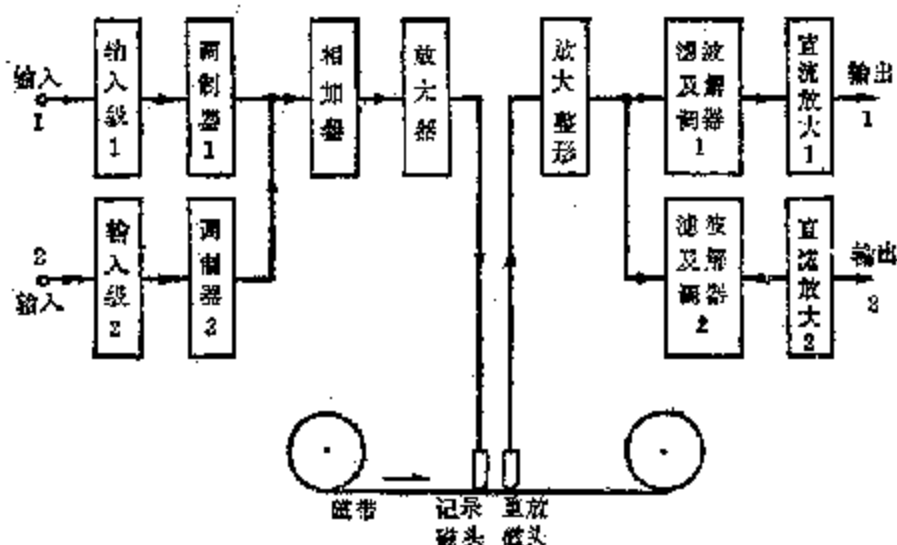 输入
1
输入级1
调制器1
相加器
放大器
放大整形
滤波及解调器1
直流放大1
输出
1
2
输入
输入级2
调制器2
滤波及解调器2
直流放大2
输出
2
磁带
记录磁头
重放磁头